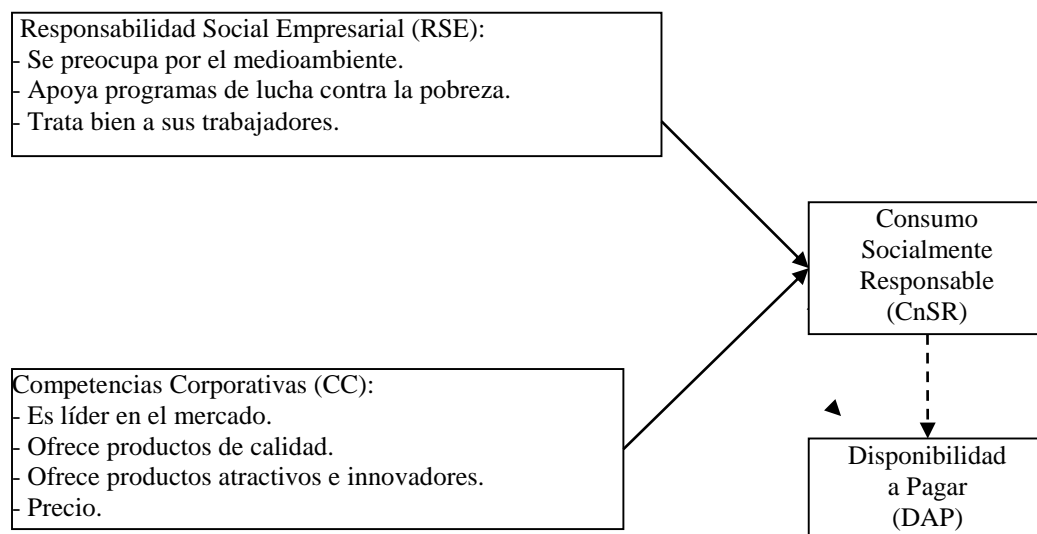 Responsabilidad Social Empresarial (RSE):
- Se preocupa por el medioambiente.
- Apoya programas de lucha contra la pobreza.
- Trata bien a sus trabajadores.
Consumo
Socialmente
Responsable
(CnSR)
Competencias Corporativas (CC):
- Es líder en el mercado.
- Ofrece productos de calidad.
- Ofrece productos atractivos e innovadores.
- Precio.
Disponibilidad
a Pagar
(DAP)